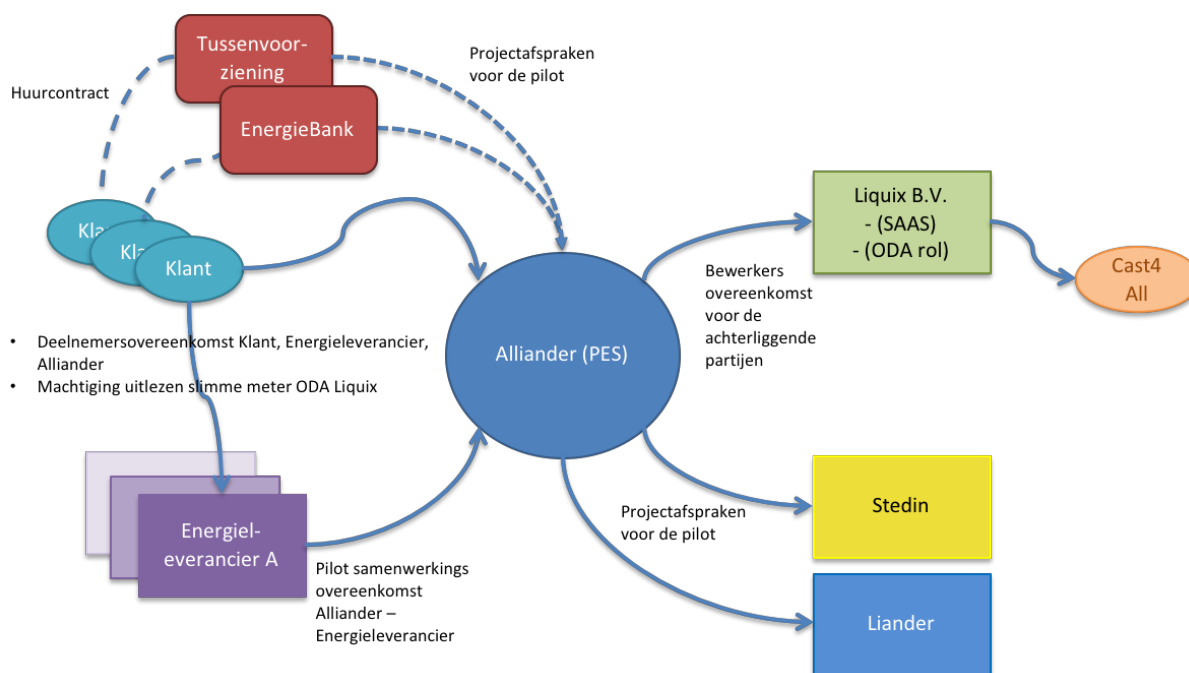 Tussenvoor-
ziening
Projectafspraken
voor de pilot
Huurcontract
EnergieBank
Kla
Kla
Klant
Liquix B.V.
- (SAAS)
- (ODA rol)
Cast4
All
Bewerkers
overeenkomst
voor de
achterliggende
partijen
Alliander (PES)
• Deelnemersovereenkomst Klant, Energieleverancier,
Alliander
• Machtiging uitlezen slimme meter ODA Liquix
Energiel-
everancier A
Pilot samenwerkings
overeenkomst
Alliander –
Energieleverancier
Projectafspraken
voor de pilot
Stedin
Liander